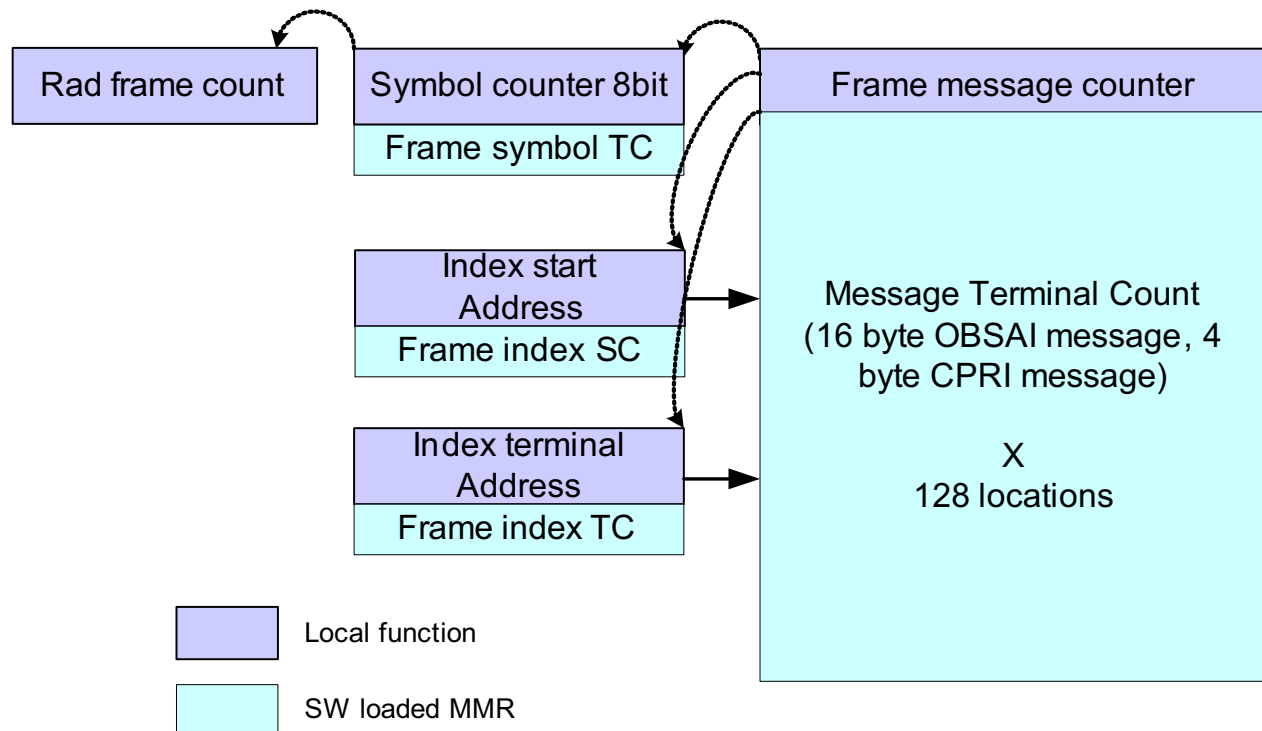 Rad frame count
Symbol counter 8bit
Frame message counter
Frame symbol TC
Index start
Address
Frame index SC
Index terminal
Address
Frame index TC
Message Terminal Count
(16 byte OBSAI message, 4
byte CPRI message)
X
128 locations
Local function
SW loaded MMR